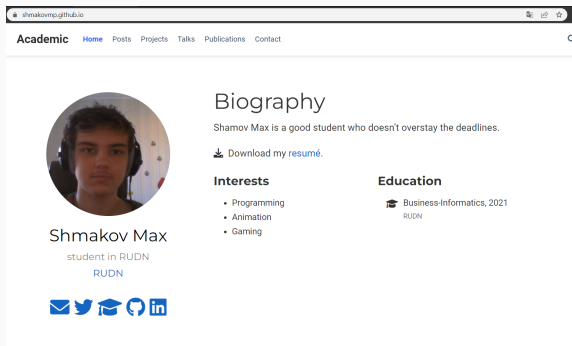 shmakovmp.github.io
Academic Home Posts Projects Talks Publications Contact
Biography
Shamov Max is a good student who doesn't overstay the deadlines.
Download my resumé.
Interests
Programming
Animation
Gaming
Education
Business-Informatics, 2021
RUDN
Shmakov Max
student in RUDN
RUDN